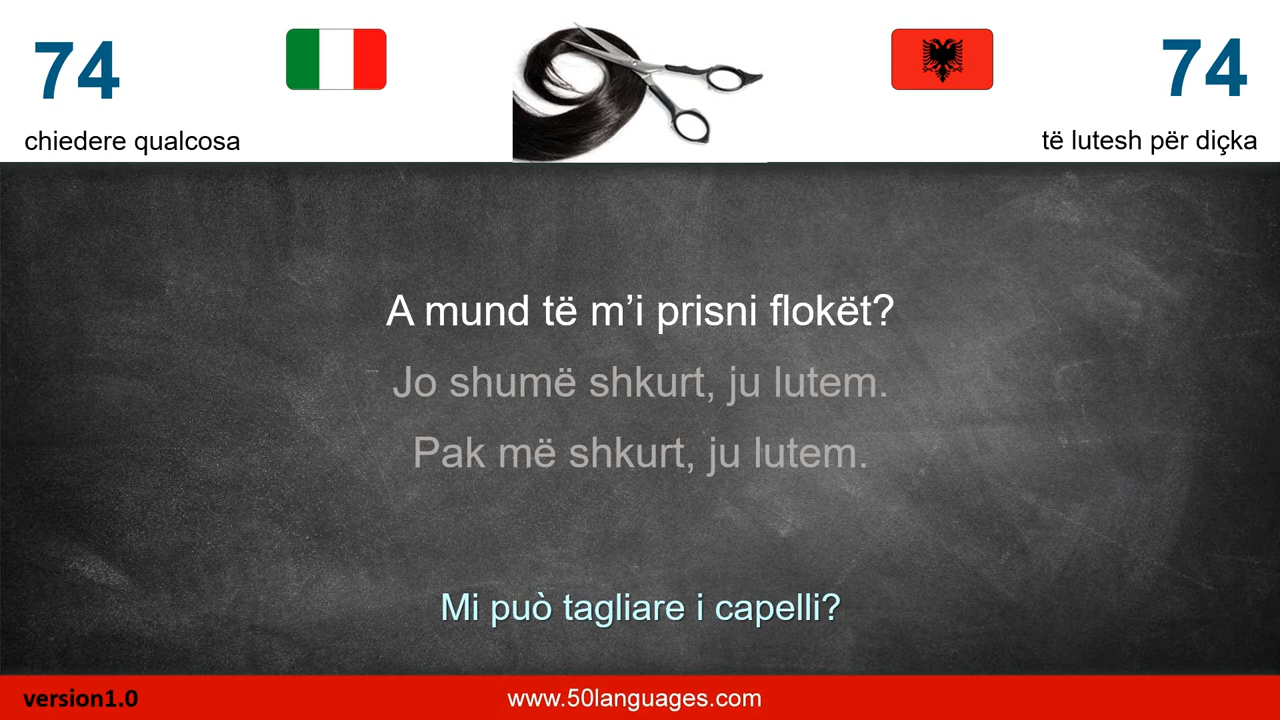 74
74
chiedere qualcosa
të lutesh për diçka
A mund të m’i prisni flokët?
Jo shumë shkurt, ju lutem.
Pak më shkurt, ju lutem.
Mi può tagliare i capelli?
version1.0
www.50languages.com